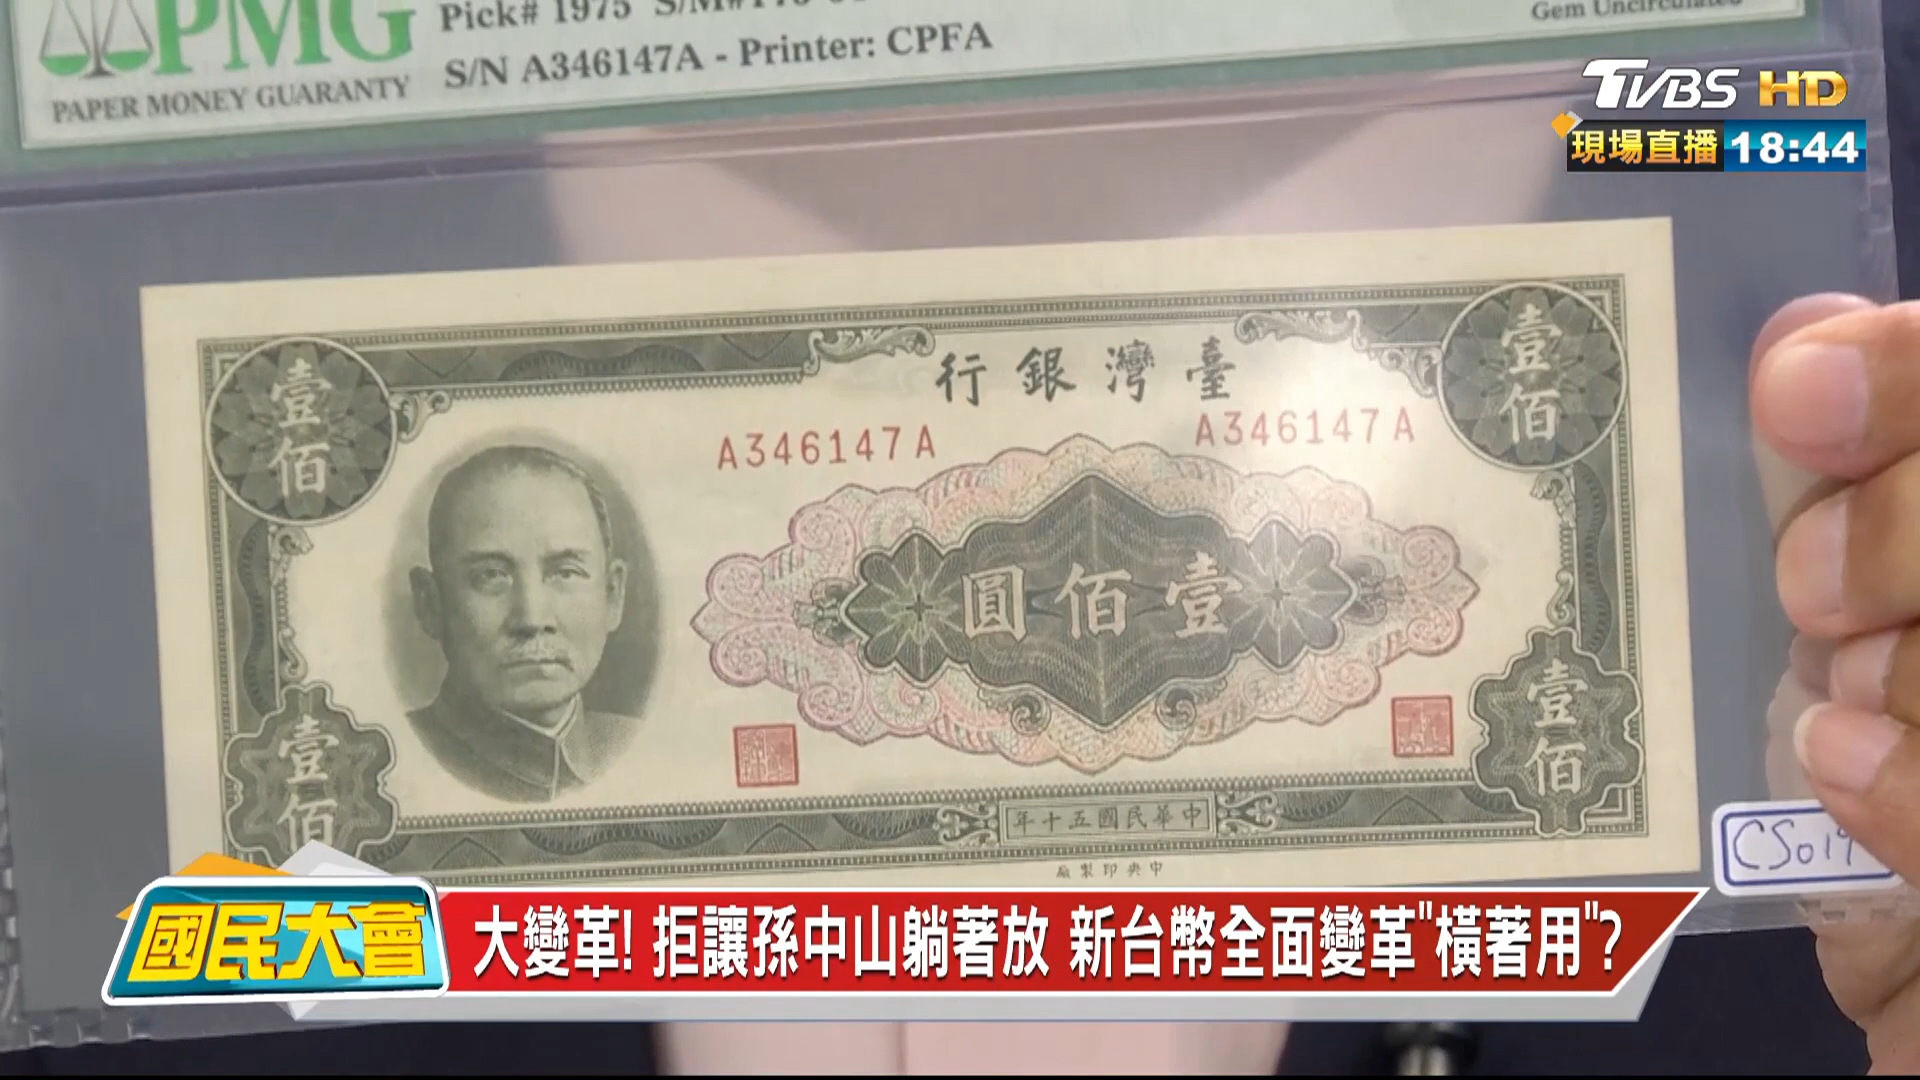 PMG
PAPER MONEY GUARANTY
Pick# 1975
Gem Uncirculated
S/N A346147A - Printer: CPFA
TVBS HD
現場直播 18:44
壹佰
壹佰
行銀灣臺
A346147A
A346147A
圓佰壹
壹佰
壹佰
年十五國民華中
廠製印央中
CS019
國民大會
大變革! 拒讓孫中山躺著放 新台幣全面變革"橫著用"?